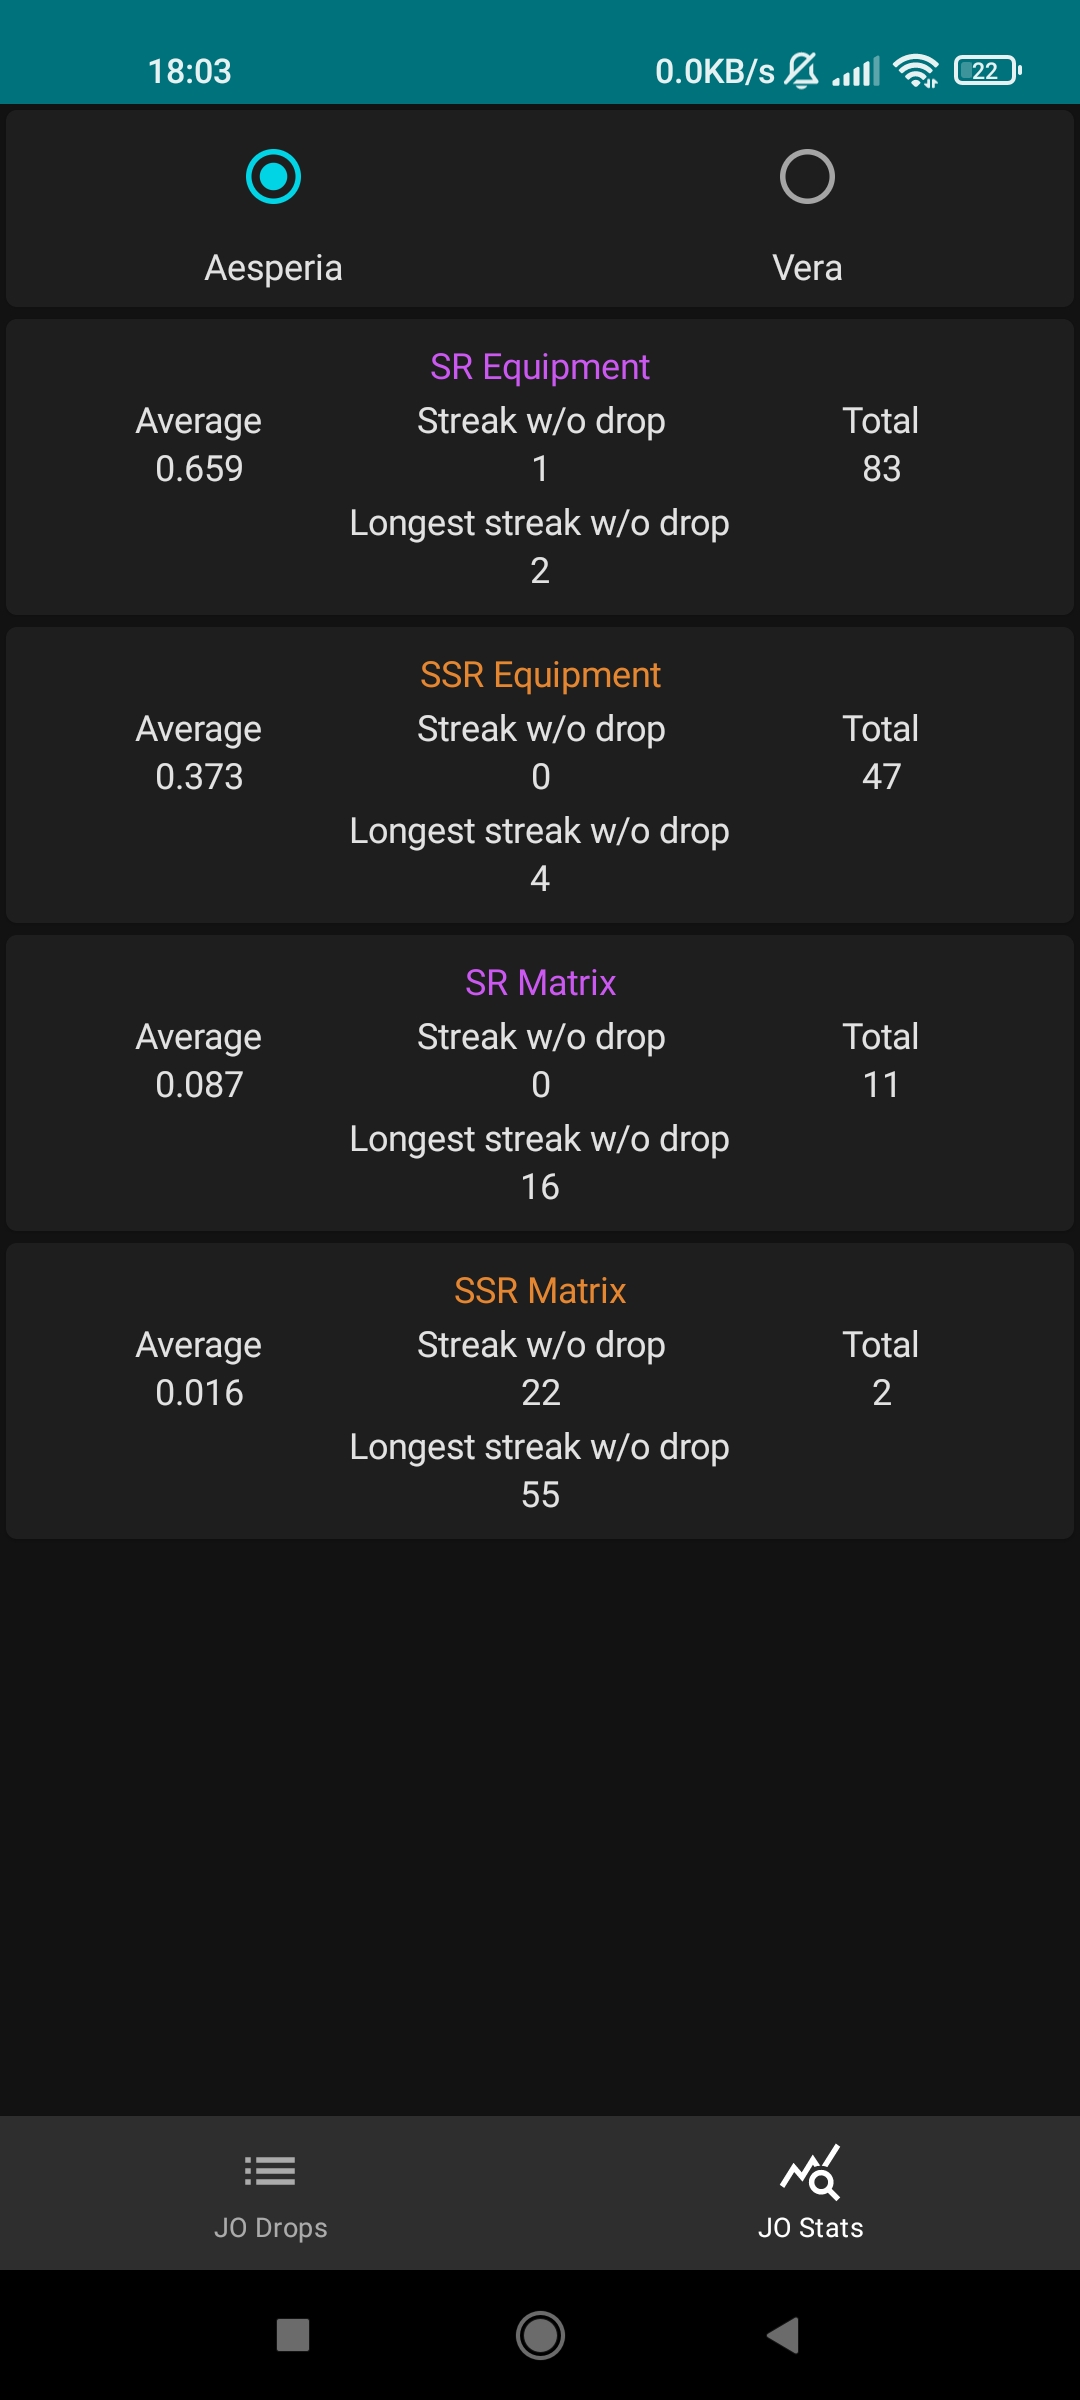 18:03 0.0KB/s 22
Aesperia Vera
SR Equipment
Average Streak w/o drop Total
0.659 1 83
Longest streak w/o drop
2
SSR Equipment
Average Streak w/o drop Total
0.373 0 47
Longest streak w/o drop
4
SR Matrix
Average Streak w/o drop Total
0.087 0 11
Longest streak w/o drop
16
SSR Matrix
Average Streak w/o drop Total
0.016 22 2
Longest streak w/o drop
55
JO Drops JO Stats